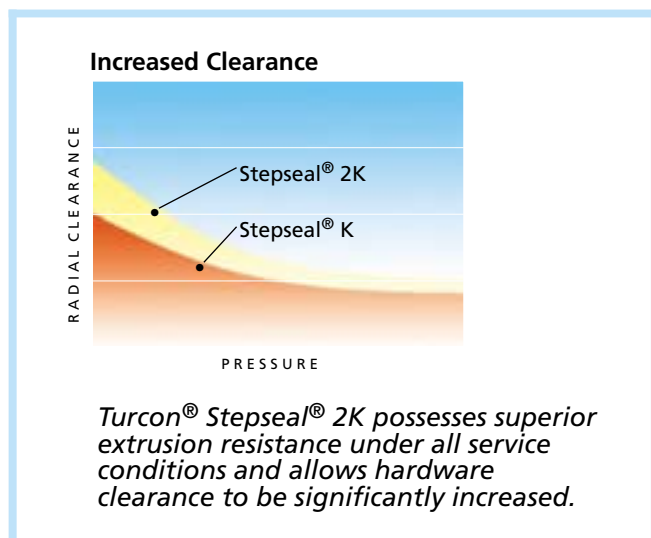 Increased Clearance
RADIAL CLEARANCE
Stepseal® 2K
Stepseal® K
PRESSURE
Turcon® Stepseal® 2K possesses superior
extrusion resistance under all service
conditions and allows hardware
clearance to be significantly increased.